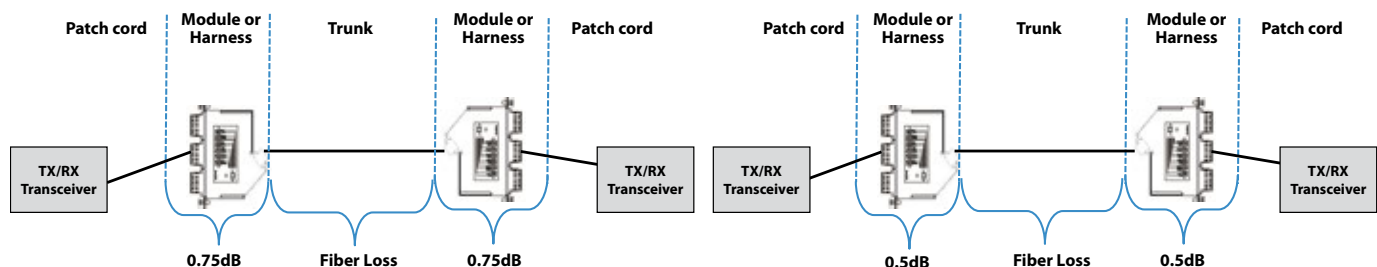 Patch cord
Module or
Harness
Trunk
Module or
Harness
Patch cord
TX/RX
Transceiver
TX/RX
Transceiver
0.75dB
Fiber Loss
0.75dB
Patch cord
Module or
Harness
Trunk
Module or
Harness
Patch cord
TX/RX
Transceiver
TX/RX
Transceiver
0.5dB
Fiber Loss
0.5dB